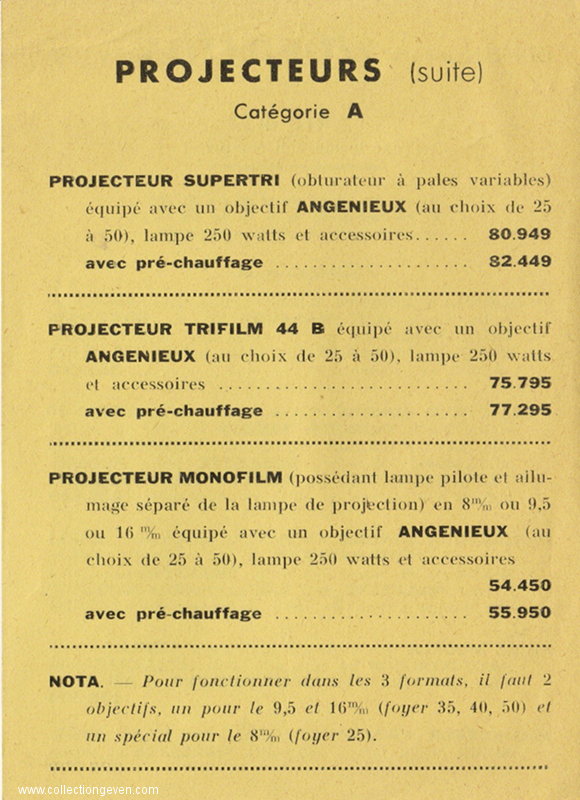 PROJECTEURS (suite)
Catégorie A
PROJECTEUR SUPERTRI (obturateur à pales variables)
équipé avec un objectif ANGENIEUX (au choix de 25
à 50), lampe 250 watts et accessoires...... 80.949
avec pré-chauffage .................... 82.449
PROJECTEUR TRIFILM 44 B équipé avec un objectif
ANGENIEUX (au choix de 25 à 50), lampe 250 watts
et accessoires .......................... 75.795
avec pré-chauffage .................... 77.295
PROJECTEUR MONOFILM (possédant lampe pilote et allu-
mage séparé de la lampe de projection) en 8m/m ou 9,5
ou 16 m/m équipé avec un objectif ANGENIEUX (au
choix de 25 à 50), lampe 250 watts et accessoires
54.450
avec pré-chauffage .................... 55.950
NOTA. — Pour fonctionner dans les 3 formats, il faut 2
objectifs, un pour le 9,5 et 16m/m (foyer 35, 40, 50) et
un spécial pour le 8m/m (foyer 25).
www.collectiongeven.com